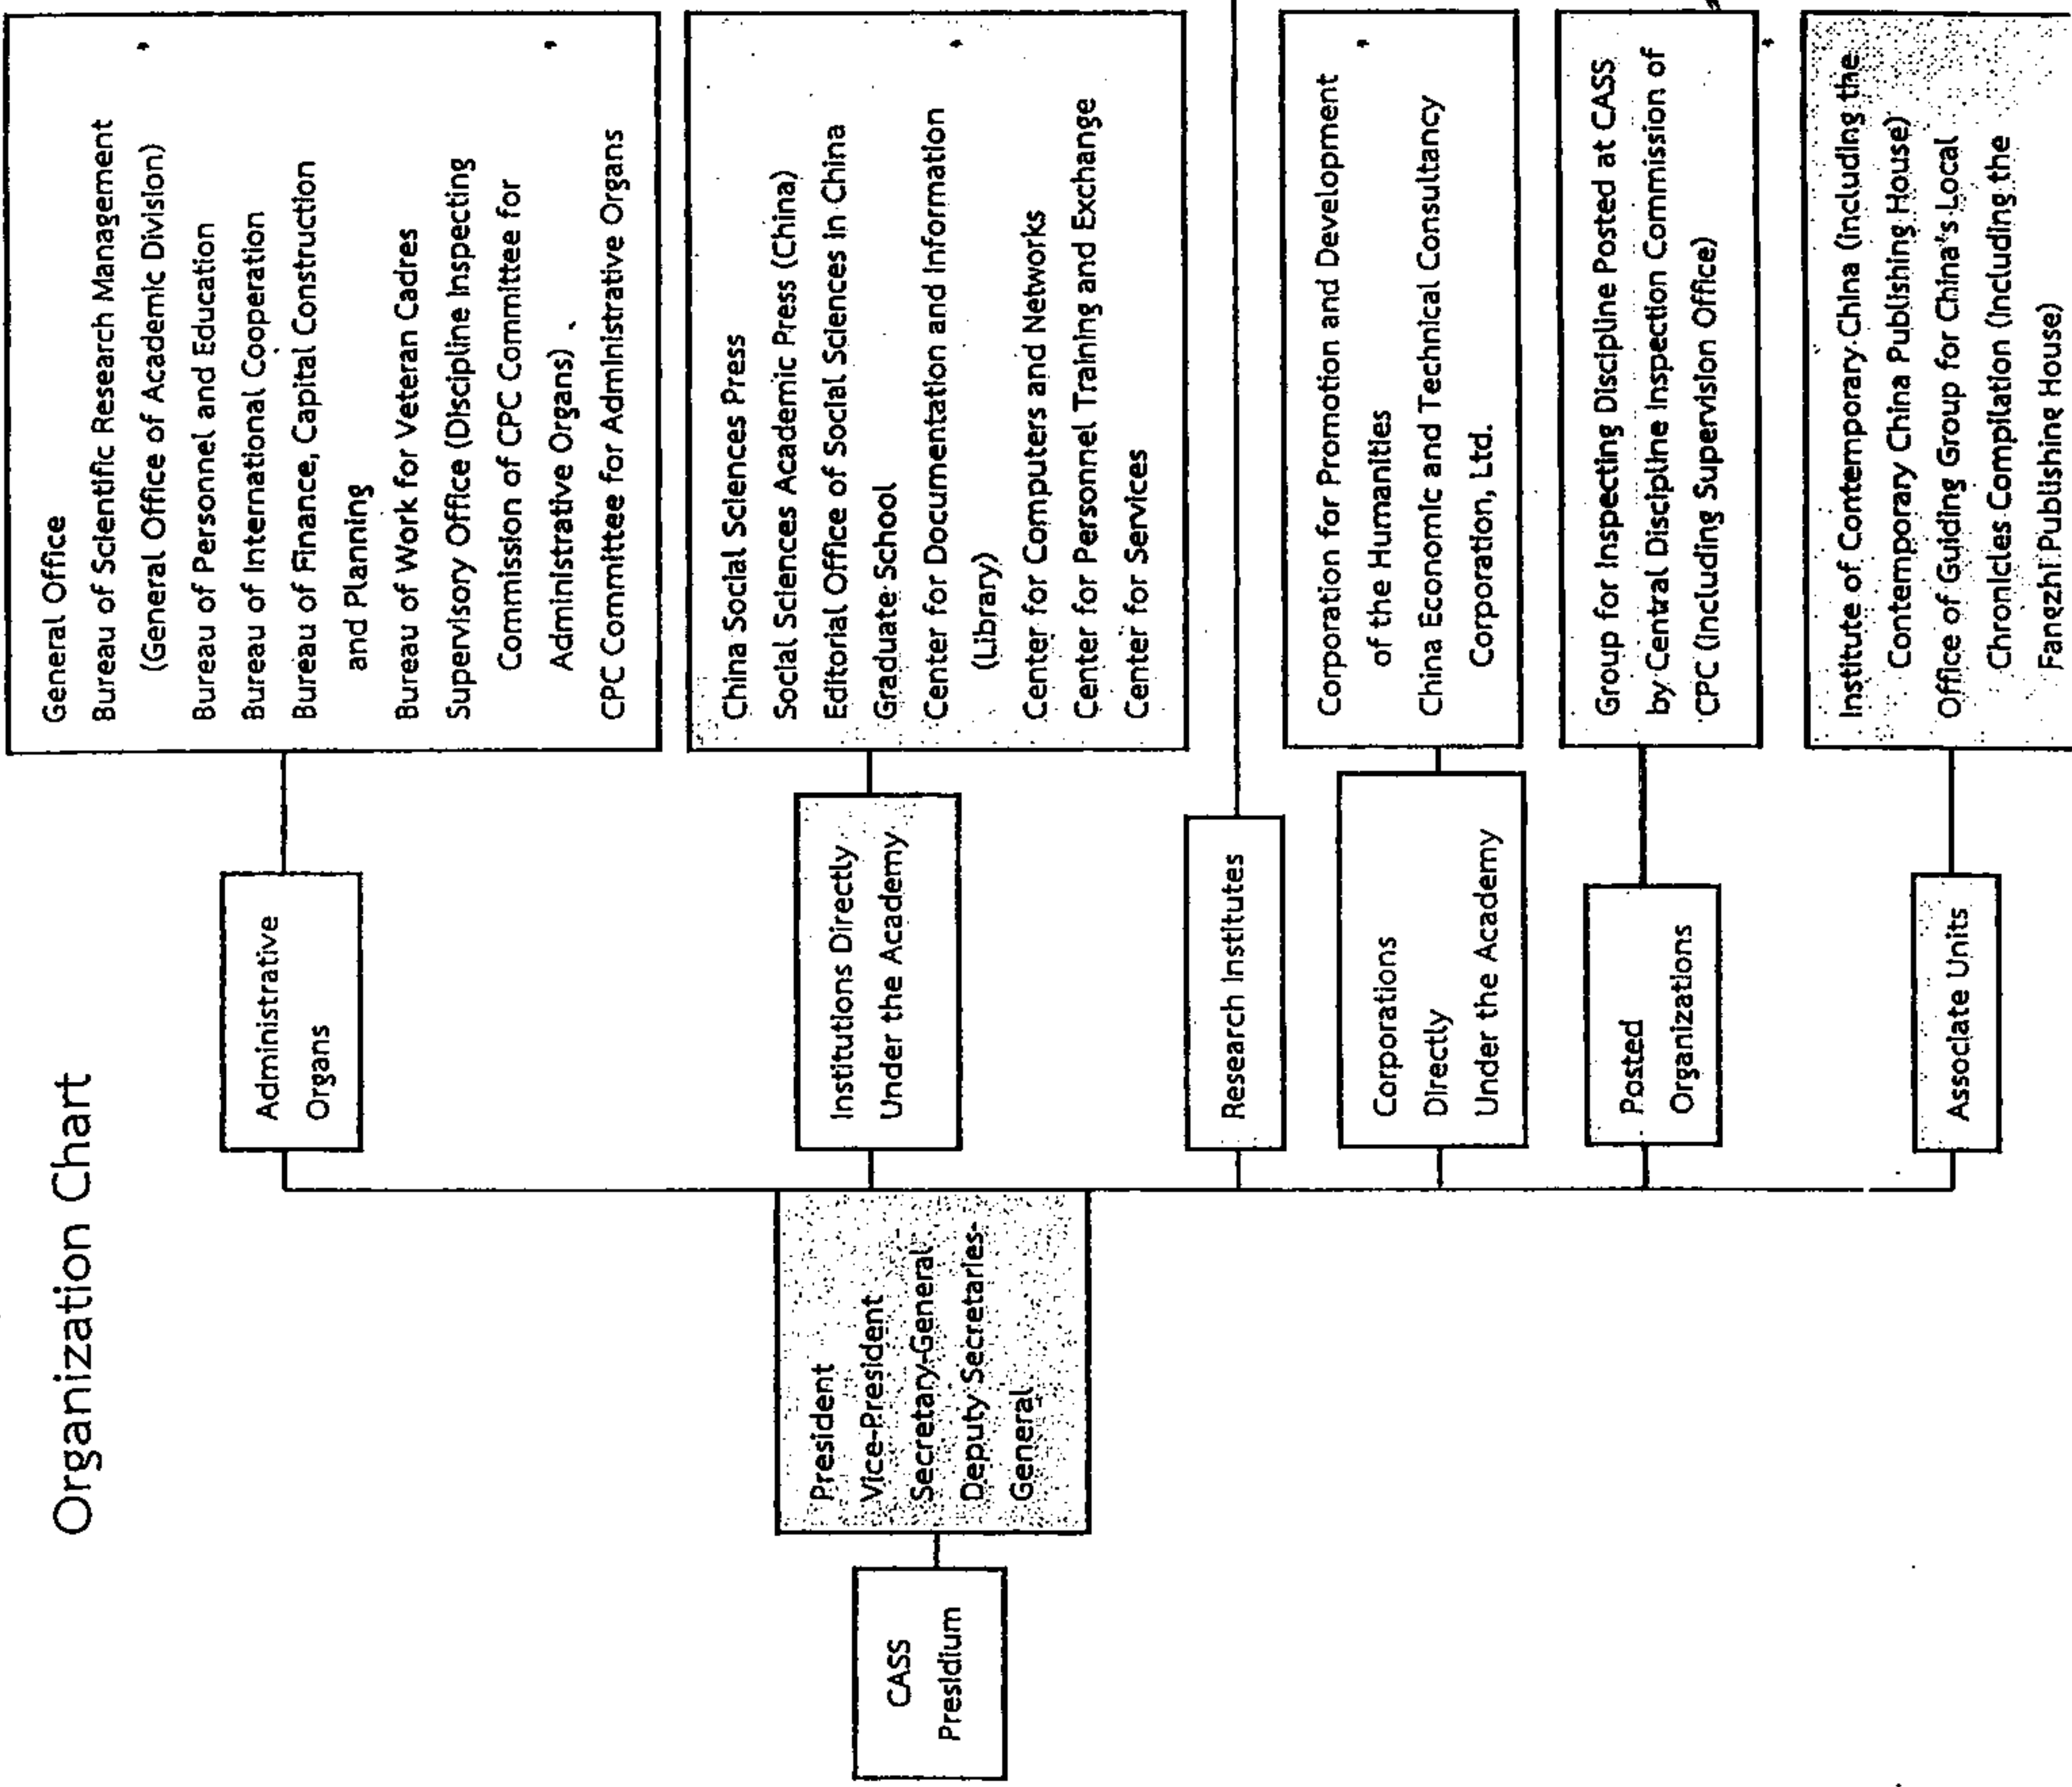 Organization Chart
CASS
Presidium
President
Vice-President
Secretary-General
Deputy Secretaries-
General
Administrative
Organs
General Office
Bureau of Scientific Research Management
(General Office of Academic Division)
Bureau of Personnel and Education
Bureau of International Cooperation
Bureau of Finance, Capital Construction
and Planning
Bureau of Work for Veteran Cadres
Supervisory Office (Discipline Inspecting
Commission of CPC Committee for
Administrative Organs)
CPC Committee for Administrative Organs
Institutions Directly
Under the Academy
China Social Sciences Press
Social Sciences Academic Press (China)
Editorial Office of Social Sciences in China
Graduate School
Center for Documentation and Information
(Library)
Center for Computers and Networks
Center for Personnel Training and Exchange
Center for Services
Research Institutes
Corporations
Directly
Under the Academy
Corporation for Promotion and Development
of the Humanities
China Economic and Technical Consultancy
Corporation, Ltd.
Posted
Organizations
Group for Inspecting Discipline Posted at CASS
by Central Discipline Inspection Commission of
CPC (Including Supervision Office)
Associate Units
Institute of Contemporary China (including the
Contemporary China Publishing House)
Office of Guiding Group for China's Local
Chronicles Compilation (Including the
Fangzhi Publishing House)